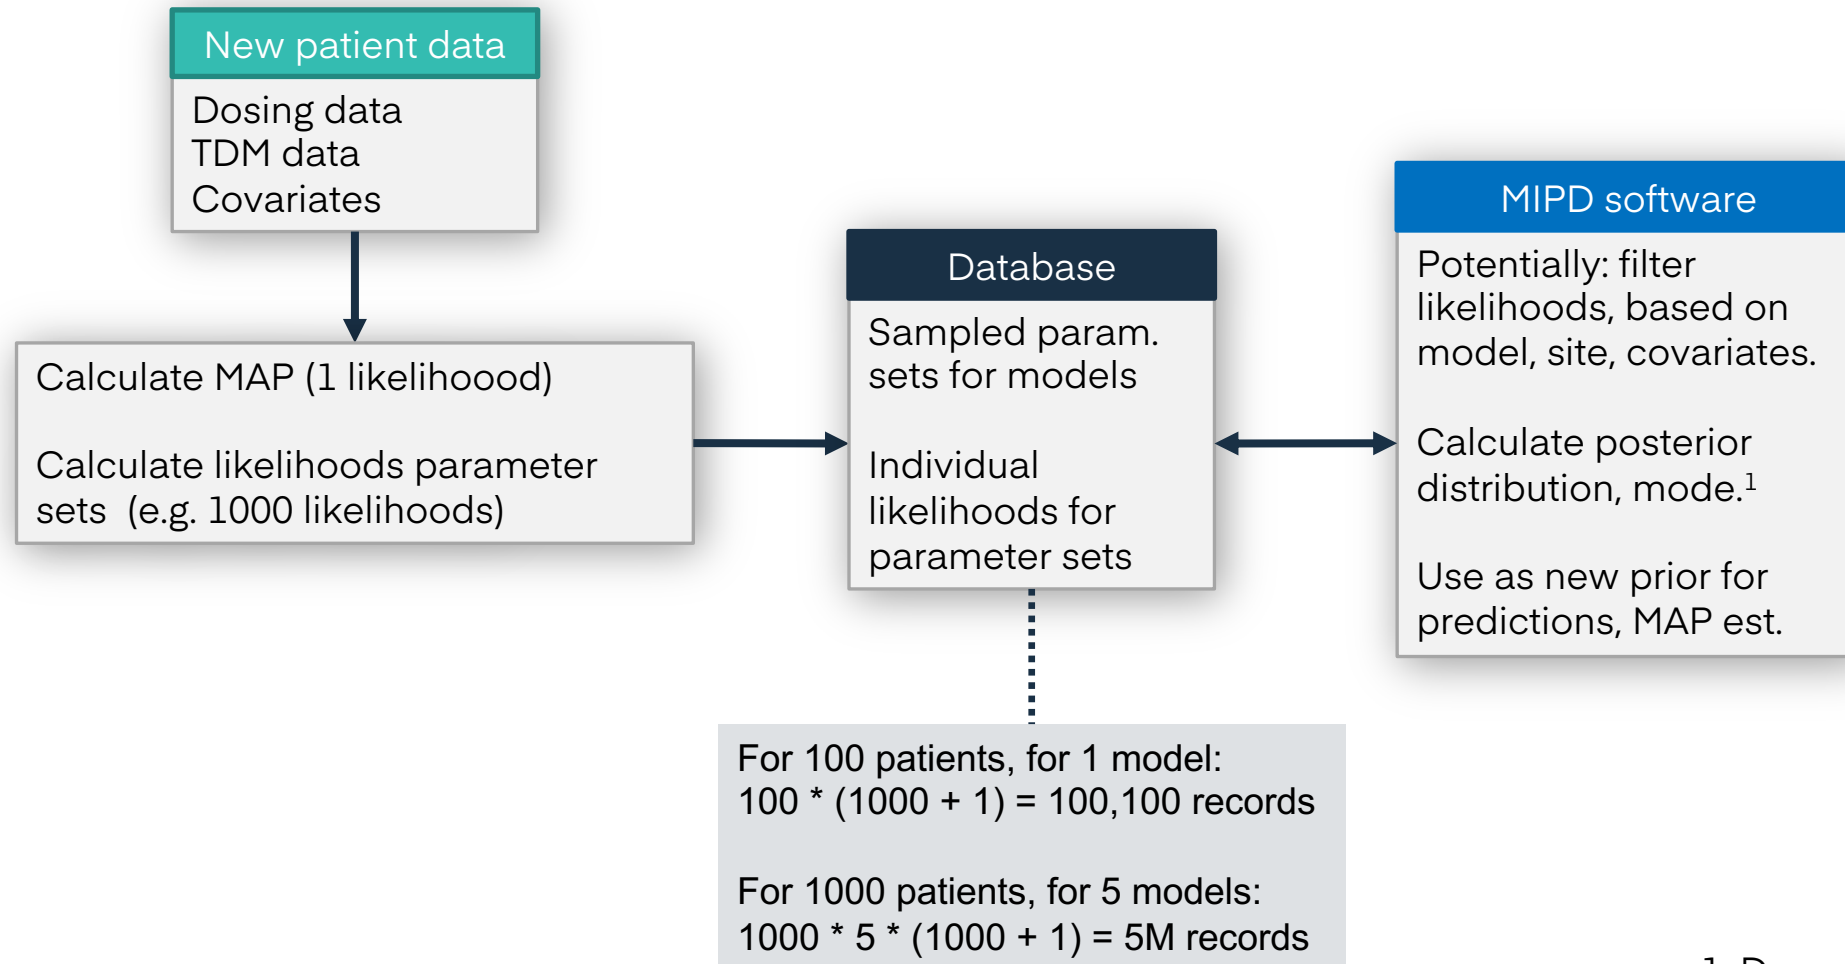 New patient data
Dosing data
TDM data
Covariates
Calculate MAP (1 likelihoood)
Calculate likelihoods parameter
sets (e.g. 1000 likelihoods)
Database
Sampled param.
sets for models
Individual
likelihoods for
parameter sets
MIPD software
Potentially: filter
likelihoods, based on
model, site, covariates.
Calculate posterior
distribution, mode.¹
Use as new prior for
predictions, MAP est.
For 100 patients, for 1 model:
100 * (1000 + 1) = 100,100 records
For 1000 patients, for 5 models:
1000 * 5 * (1000 + 1) = 5M records